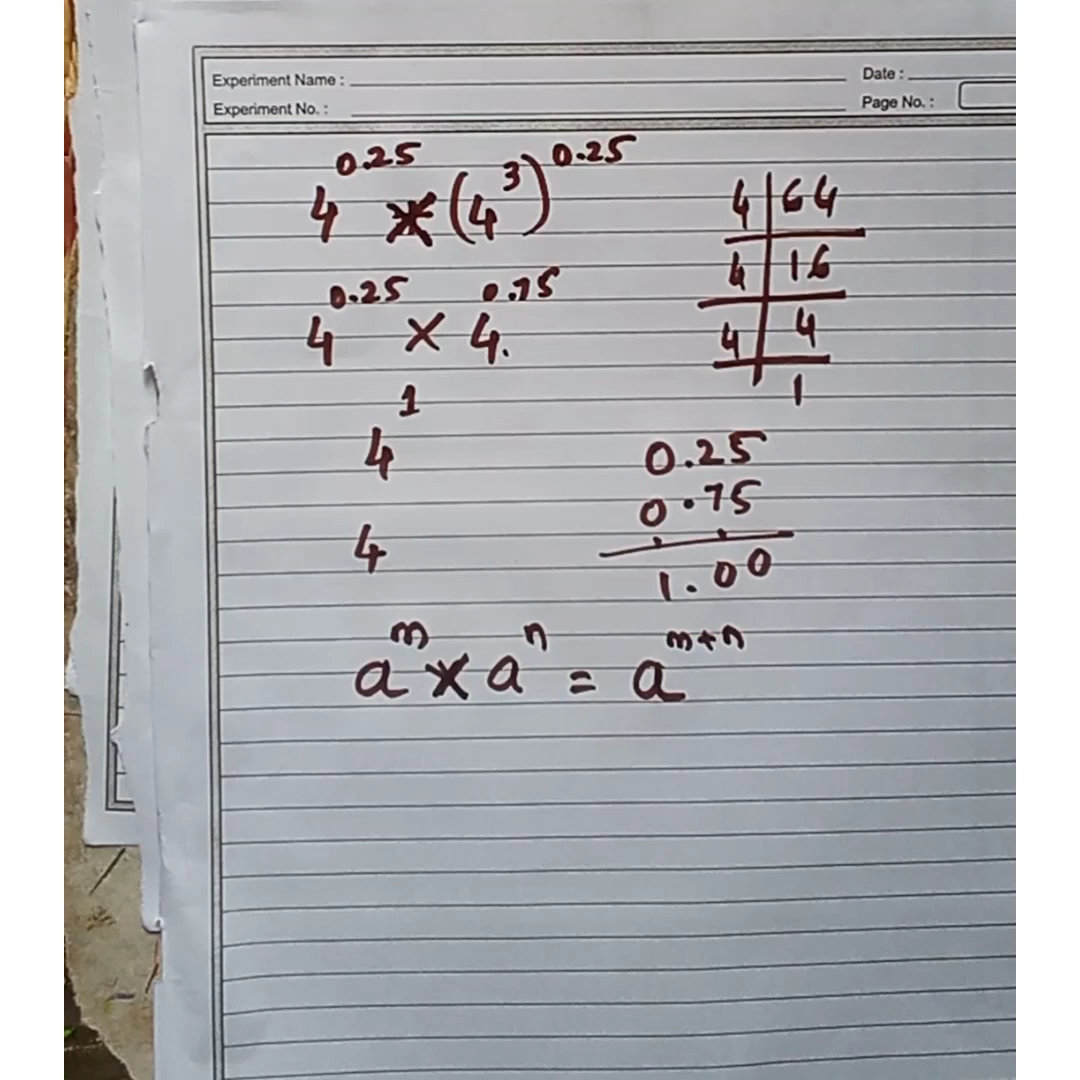 Experiment Name :
Date :
Experiment No. :
Page No. :
4^0.25 × (4^3)^0.25
4 | 64
4 | 16
4 | 4
1
4^0.25 × 4^0.75
4^1
4
0.25
0.75
1.00
a^m × a^n = a^m+n